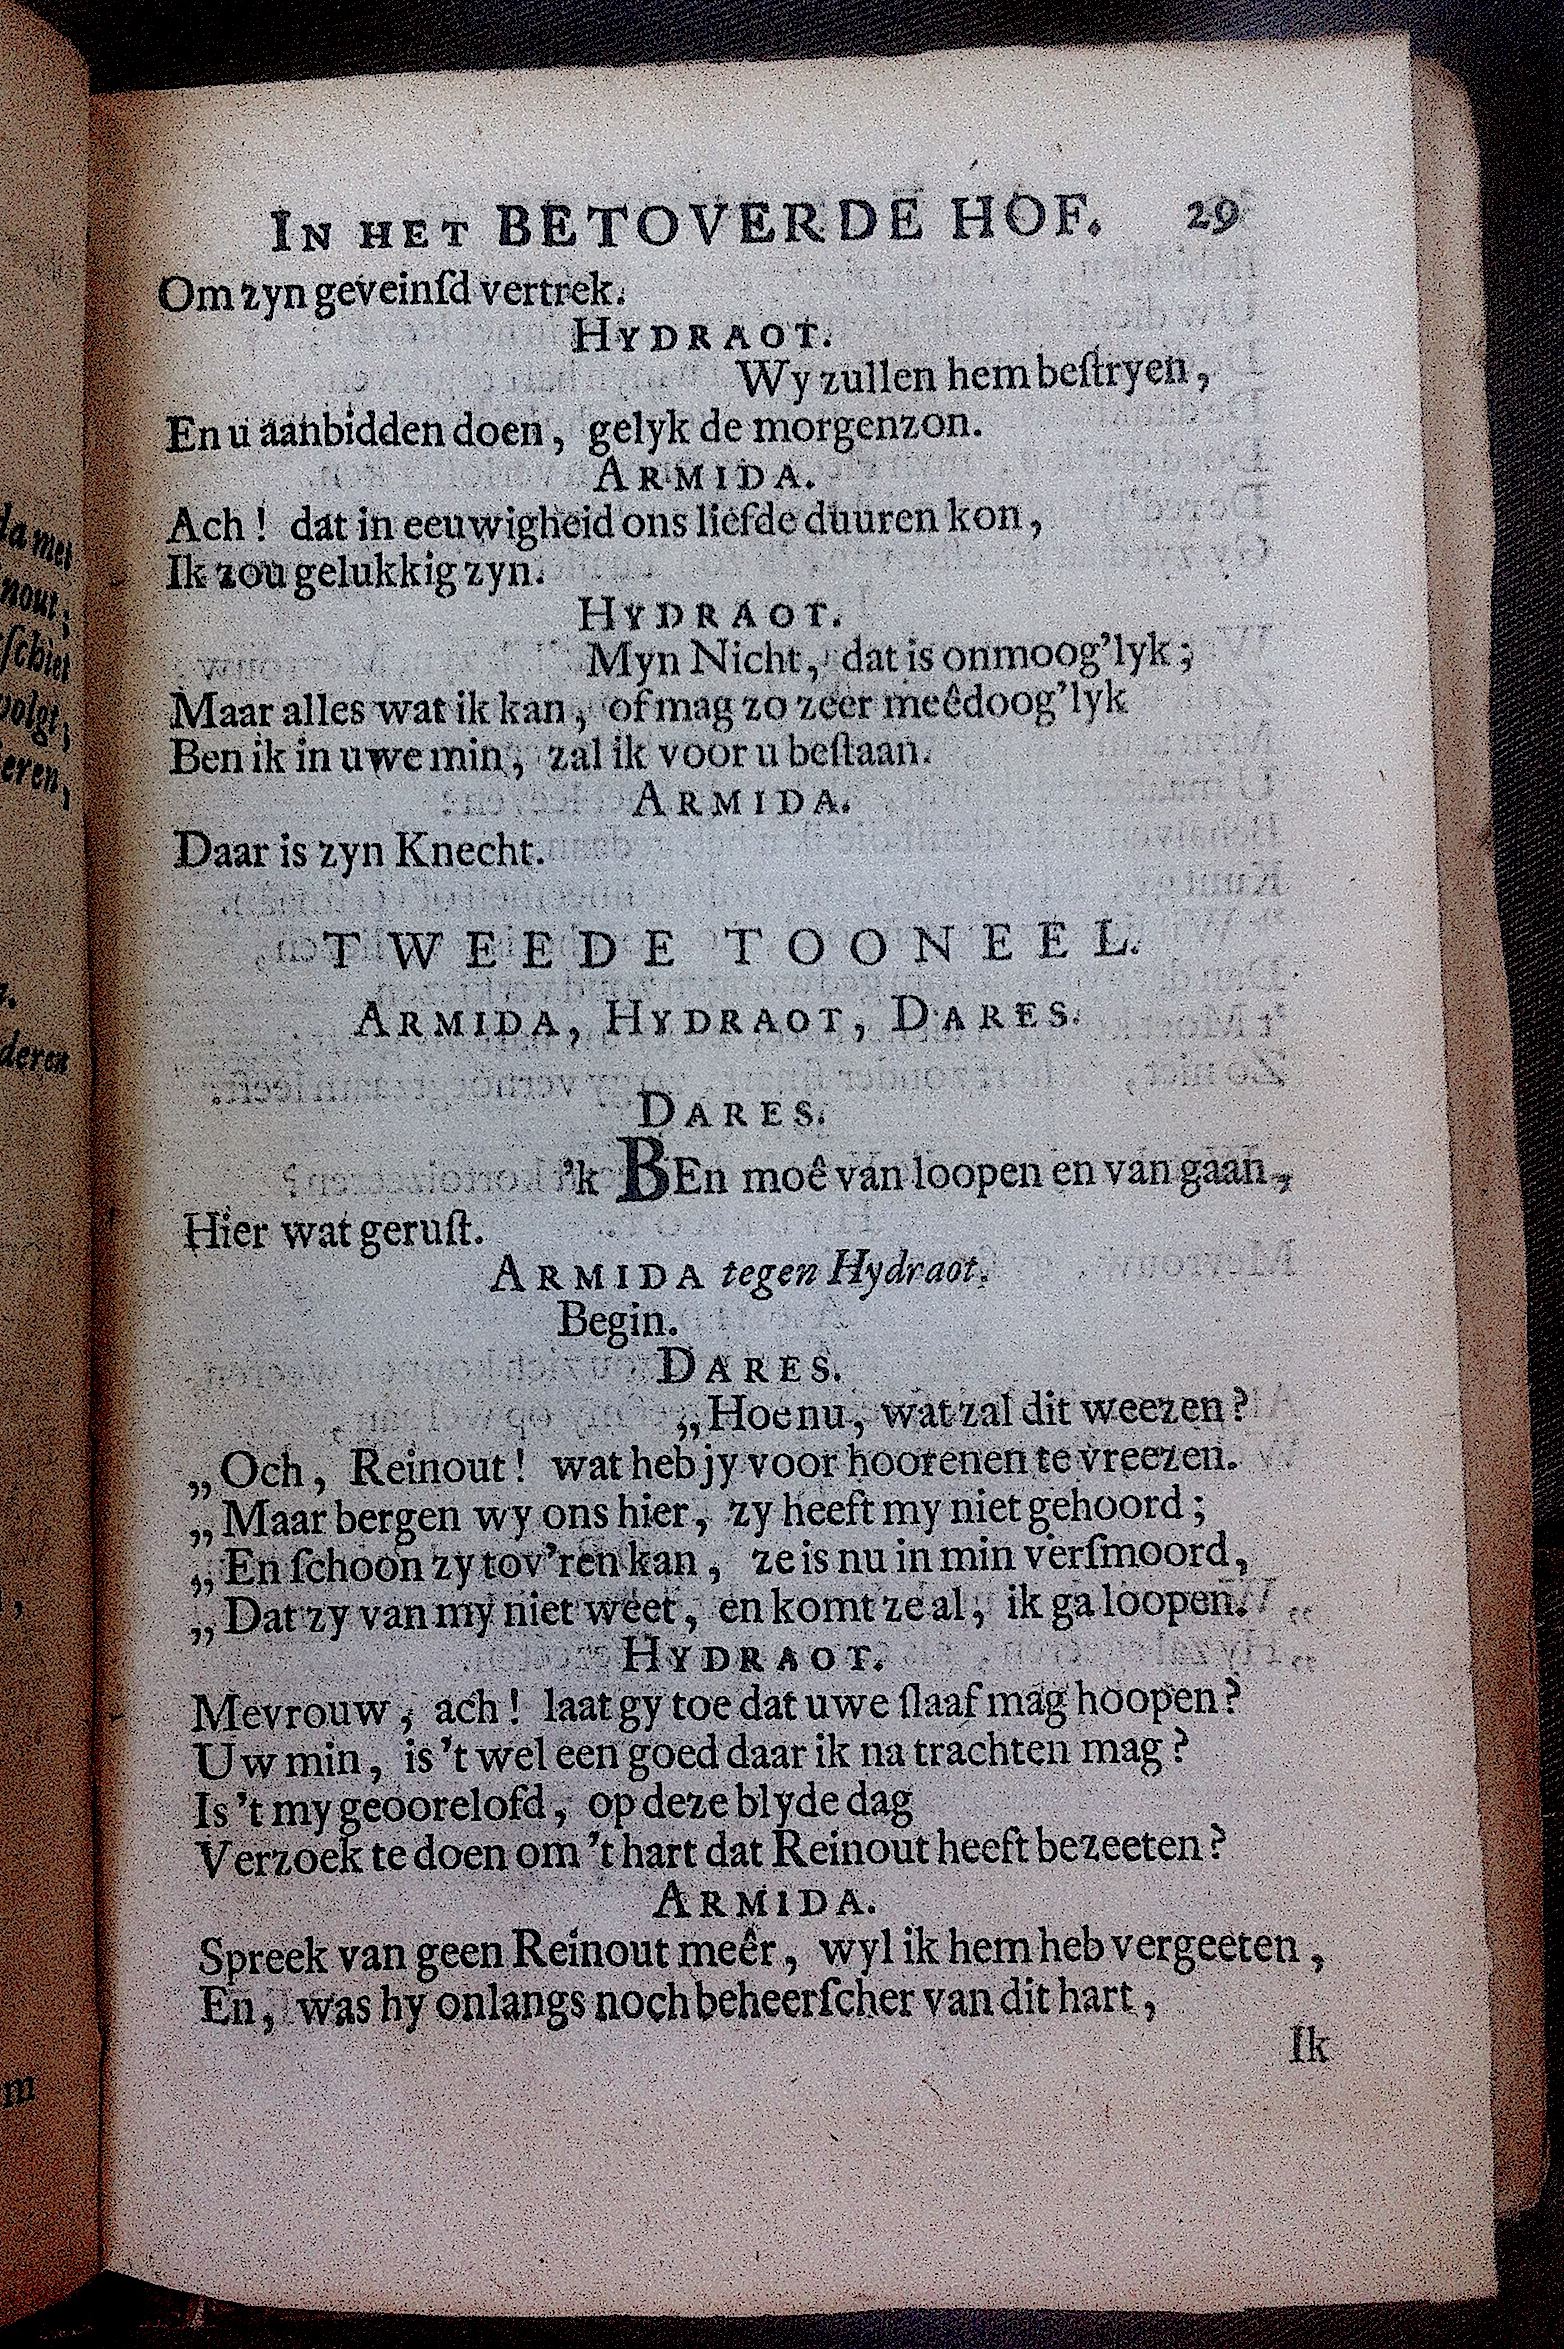 IN HET BETOVERDE HOF. 29
Om zyn geveinſd vertrek.
HYDRAOT.
Wy zullen hem beſtryen,
En u aanbidden doen, gelyk de morgenzon.
ARMIDA.
Ach! dat in eeuwigheid ons liefde duuren kon,
Ik zou gelukkig zyn.
HYDRAOT.
Myn Nicht, dat is onmoog'lyk;
Maar alles wat ik kan, of mag zo zeer meêdoog'lyk
Ben ik in uwe min, zal ik voor u beſtaan.
ARMIDA.
Daar is zyn Knecht.
TWEEDE TOONEEL.
ARMIDA, HYDRAOT, DARES.
DARES.
'k BEn moê van loopen en van gaan,
Hier wat geruſt.
ARMIDA tegen Hydraot.
Begin.
DARES.
„Hoe nu, wat zal dit weezen?
„Och, Reinout! wat heb jy voor hoorenen te vreezen.
„Maar bergen wy ons hier, zy heeft my niet gehoord;
„En ſchoon zy tov'ren kan, ze is nu in min verſmoord,
„Dat zy van my niet weet, en komt ze al, ik ga loopen.
HYDRAOT.
Mevrouw, ach! laat gy toe dat uwe ſlaaf mag hoopen?
Uw min, is 't wel een goed daar ik na trachten mag?
Is 't my geoorelofd, op deze blyde dag
Verzoek te doen om 't hart dat Reinout heeft bezeeten?
ARMIDA.
Spreek van geen Reinout meêr, wyl ik hem heb vergeeten,
En, was hy onlangs noch beheerſcher van dit hart,
Ik
da met
nout;
ſchiet
volgt;
eren,
deren
m